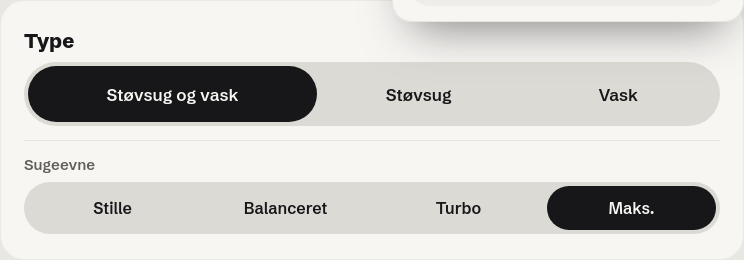 Type
Støvsug og vask Støvsug Vask
Sugeevne
Stille Balanceret Turbo Maks.